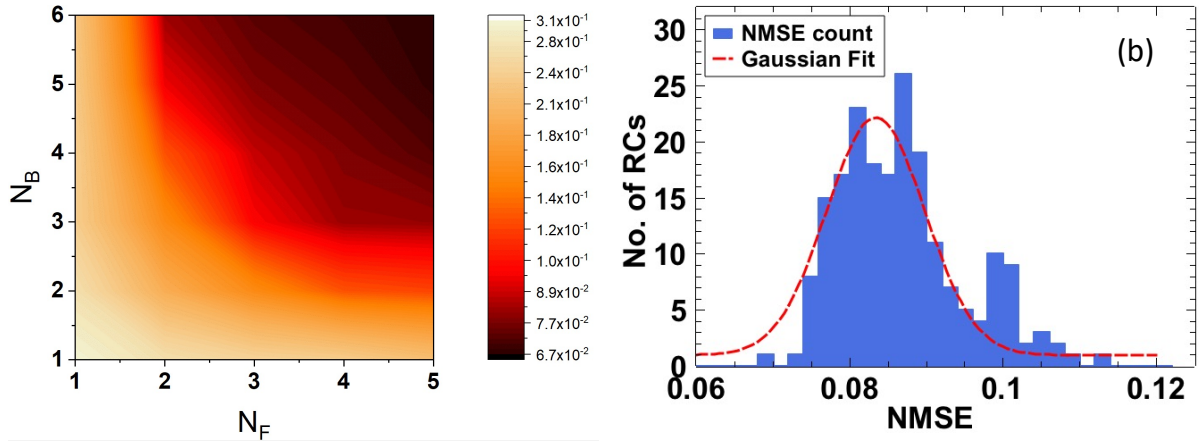 6
5
4
3
2
1
N_B
1
2
3
4
5
N_F
3.1x10^-1
2.8x10^-1
2.4x10^-1
2.1x10^-1
1.8x10^-1
1.6x10^-1
1.4x10^-1
1.2x10^-1
1.0x10^-1
8.9x10^-2
7.7x10^-2
6.7x10^-2
NMSE count
Gaussian Fit
(b)
30
25
20
15
10
5
0
No. of RCs
0.06
0.08
0.1
0.12
NMSE